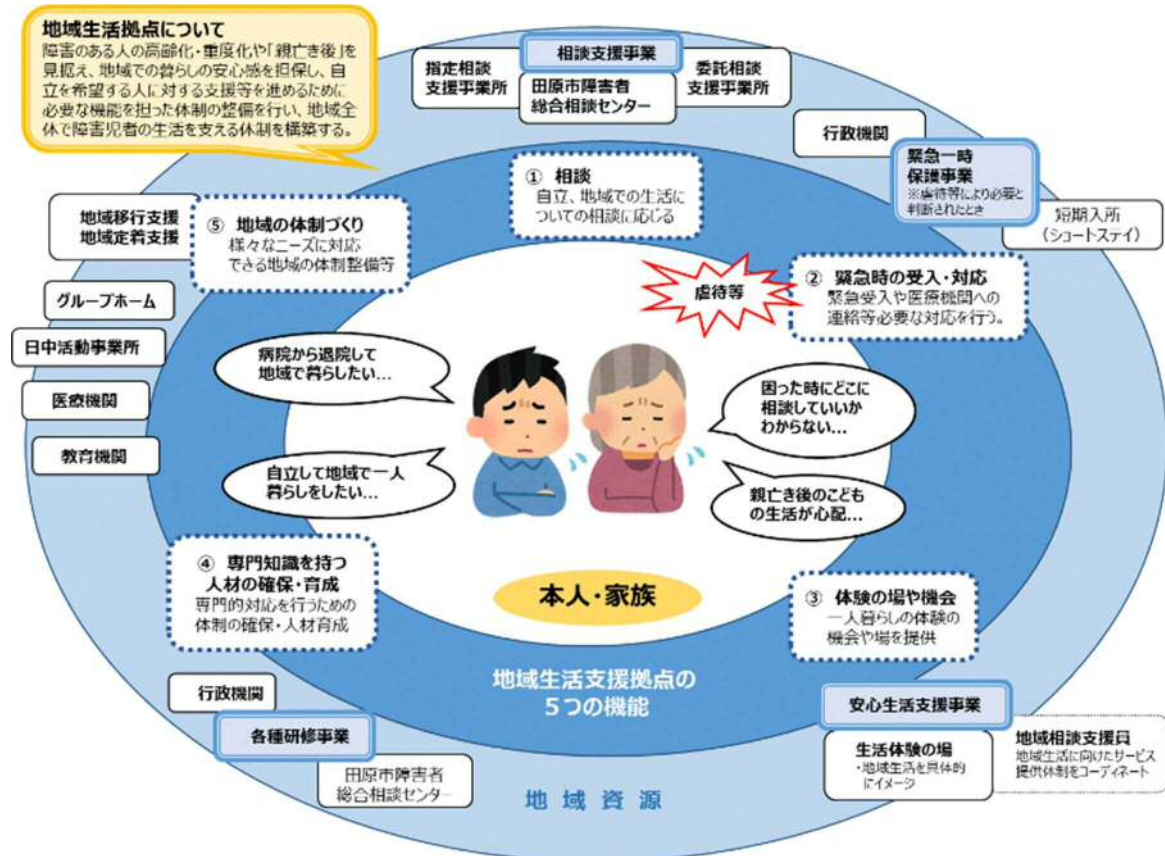 地域生活拠点について
障害のある人の高齢化・重度化や「親亡き後」を
見据え、地域での暮らしの安心感を担保し、自
立を希望する人に対する支援等を進めるために
必要な機能を担った体制の整備を行い、地域全
体で障害児者の生活を支える体制を構築する。
相談支援事業
指定相談
支援事業所
田原市障害者
総合相談センター
委託相談
支援事業所
行政機関
緊急一時
保護事業
※虐待等により必要と
判断されたとき
短期入所
（ショートステイ）
① 相談
自立、地域での生活に
ついての相談に応じる
地域移行支援
地域定着支援
⑤ 地域の体制づくり
様々なニーズに対応
できる地域の体制整備等
虐待等
② 緊急時の受入・対応
緊急受入や医療機関への
連絡等必要な対応を行う。
グループホーム
日中活動事業所
医療機関
教育機関
病院から退院して
地域で暮らしたい…
困った時にどこに
相談していいか
わからない…
自立して地域で一人
暮らしをしたい…
親亡き後のこども
の生活が心配…
④ 専門知識を持つ
人材の確保・育成
専門的対応を行うための
体制の確保・人材育成
本人・家族
③ 体験の場や機会
一人暮らしの体験の
機会や場を提供
地域生活支援拠点の
５つの機能
行政機関
各種研修事業
田原市障害者
総合相談センター
安心生活支援事業
生活体験の場
・地域生活を具体的
にイメージ
地域相談支援員
地域生活に向けたサービス
提供体制をコーディネート
地域資源